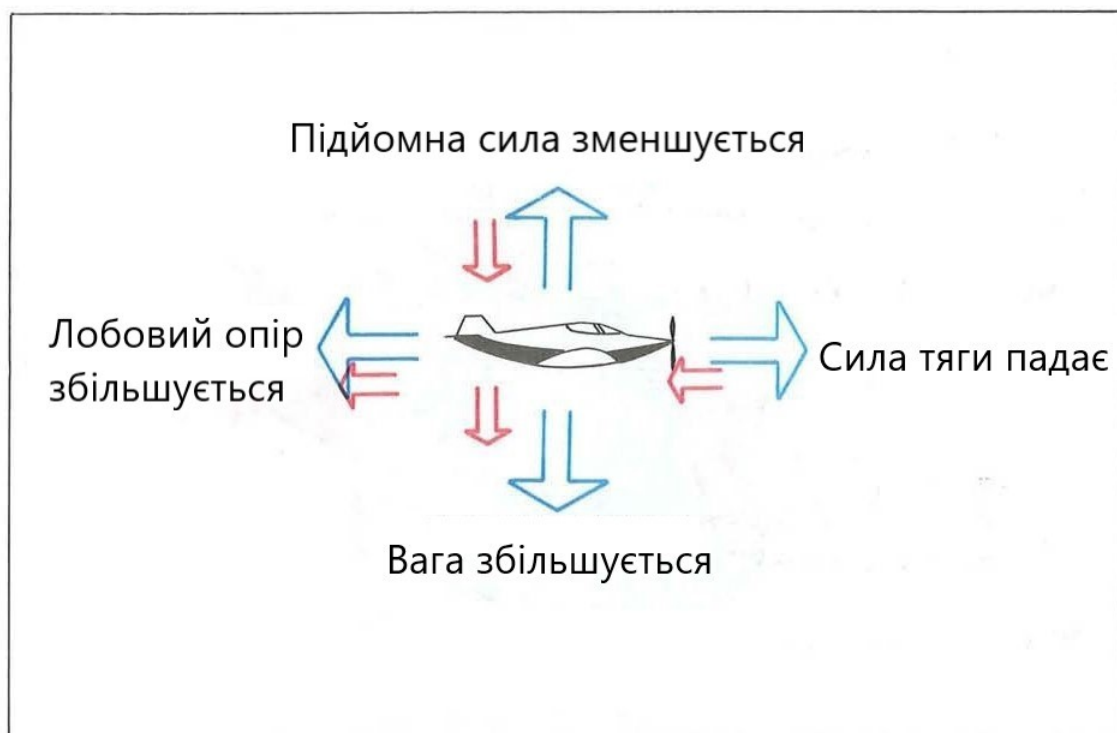 Підйомна сила зменшується
Лобовий опір
збільшується
Сила тяги падає
Вага збільшується